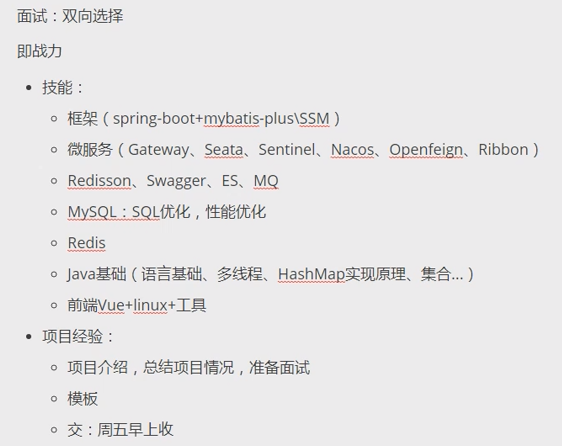 面试：双向选择
即战力
技能：
框架（spring-boot+mybatis-plus\SSM）
微服务（Gateway、Seata、Sentinel、Nacos、Openfeign、Ribbon）
Redisson、Swagger、ES、MQ
MySQL：SQL优化，性能优化
Redis
Java基础（语言基础、多线程、HashMap实现原理、集合...）
前端Vue+linux+工具
项目经验：
项目介绍，总结项目情况，准备面试
模板
交：周五早上收